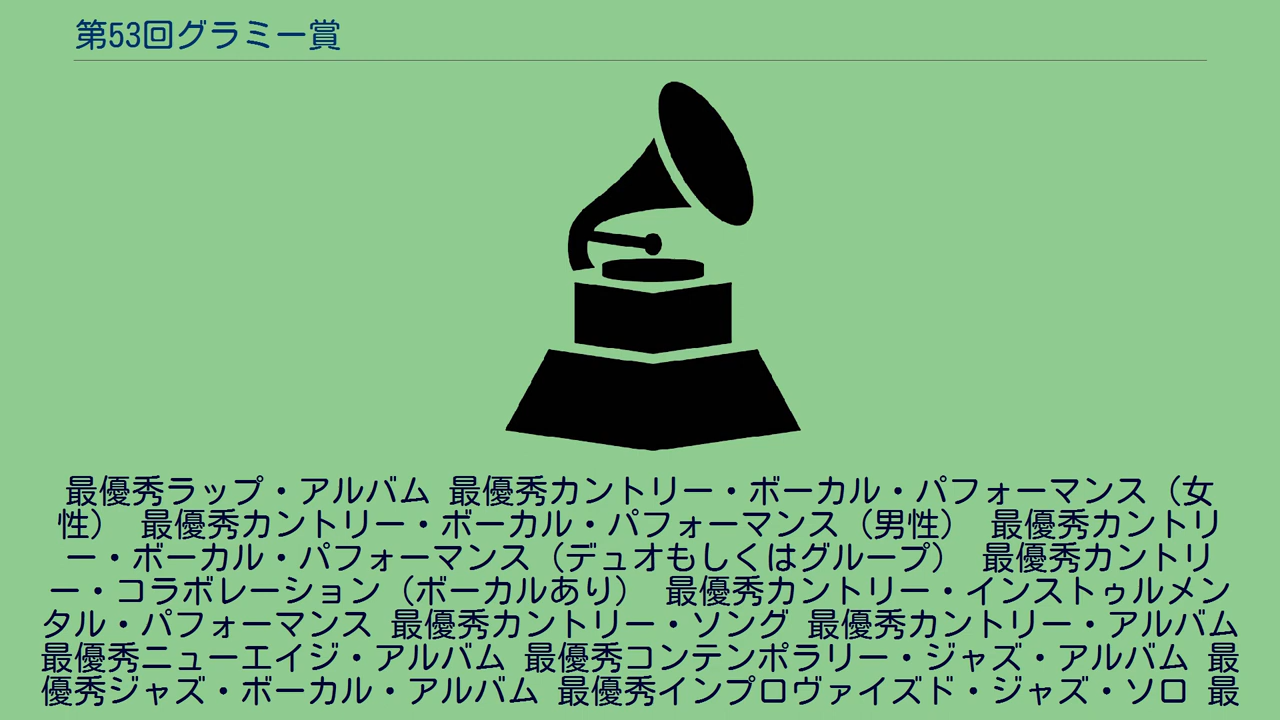 第53回グラミー賞
最優秀ラップ・アルバム 最優秀カントリー・ボーカル・パフォーマンス（女
性） 最優秀カントリー・ボーカル・パフォーマンス（男性） 最優秀カントリ
ー・ボーカル・パフォーマンス（デュオもしくはグループ） 最優秀カントリ
ー・コラボレーション（ボーカルあり） 最優秀カントリー・インストゥルメン
タル・パフォーマンス 最優秀カントリー・ソング 最優秀カントリー・アルバム
最優秀ニューエイジ・アルバム 最優秀コンテンポラリー・ジャズ・アルバム 最
優秀ジャズ・ボーカル・アルバム 最優秀インプロヴァイズド・ジャズ・ソロ 最